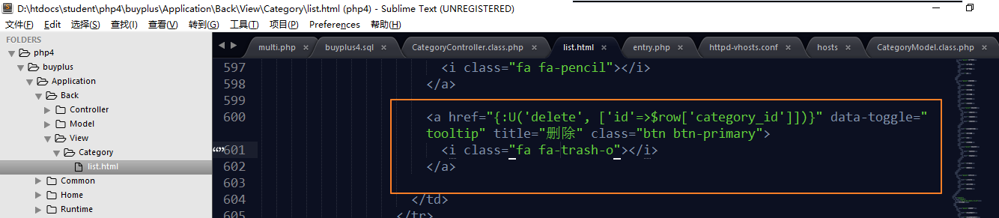 D:\htdocs\student\php4\buyplus\Application\Back\View\Category\list.html (php4) - Sublime Text (UNREGISTERED)
文件(F) Edit 选择(S) 查找(I) 查看(V) 转到(G) 工具(T) 项目(P) Preferences 帮助(H)
FOLDERS
php4
buyplus
Application
Back
Controller
Model
View
Category
list.html
Common
Home
Runtime
multi.php × buyplus4.sql × CategoryController.class.php × list.html × entry.php × httpd-vhosts.conf × hosts × CategoryModel.class.php ×
597 <i class="fa fa-pencil"></i>
598 </a>
599
600 <a href="{:U('delete', ['id'=>$row['category_id']])}" data-toggle="
tooltip" title="删除" class="btn btn-primary">
601 <i class="fa fa-trash-o"></i>
602 </a>
603
604 </td>
605 </tr>